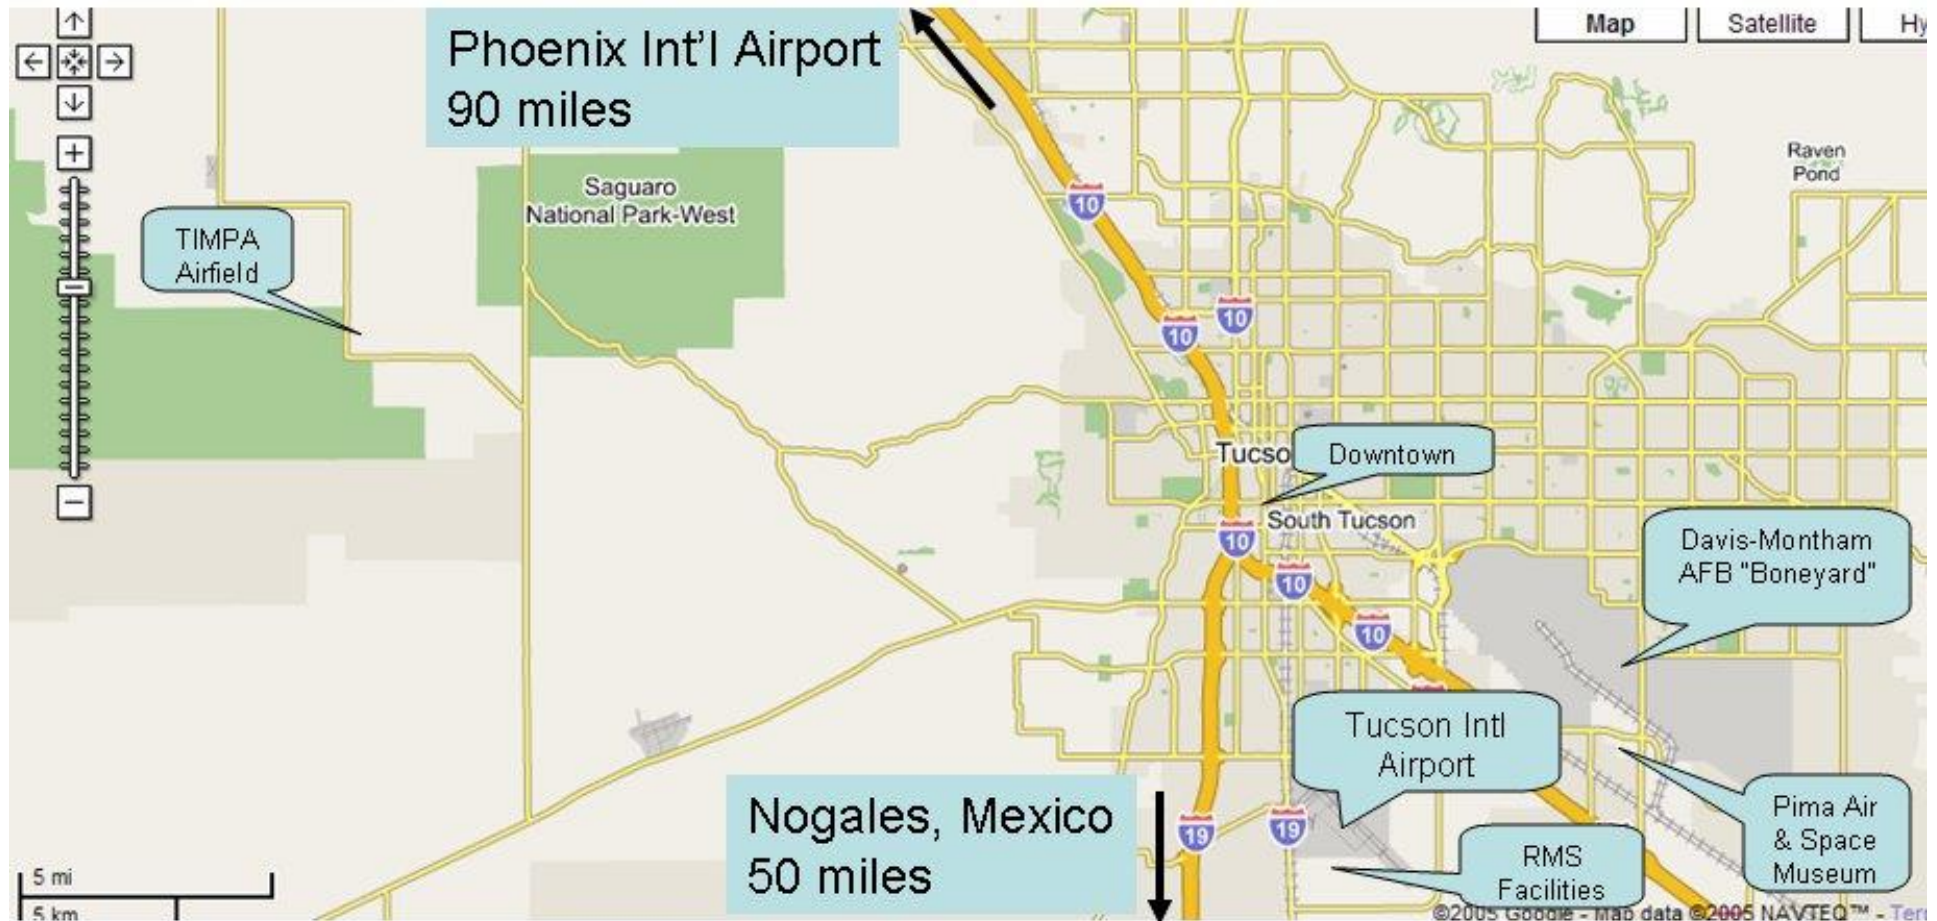 Phoenix Int'l Airport
90 miles
Map
Satellite
Hy
Saguaro
National Park-West
Raven
Pond
TIMPA
Airfield
10
10
10
Tucso
Downtown
South Tucson
10
10
10
Davis-Montham
AFB "Boneyard"
Tucson Intl
Airport
Nogales, Mexico
50 miles
19
19
RMS
Facilities
Pima Air
& Space
Museum
5 mi
5 km
©2005 Google - Map data ©2005 NAVTEQ™ - Ter